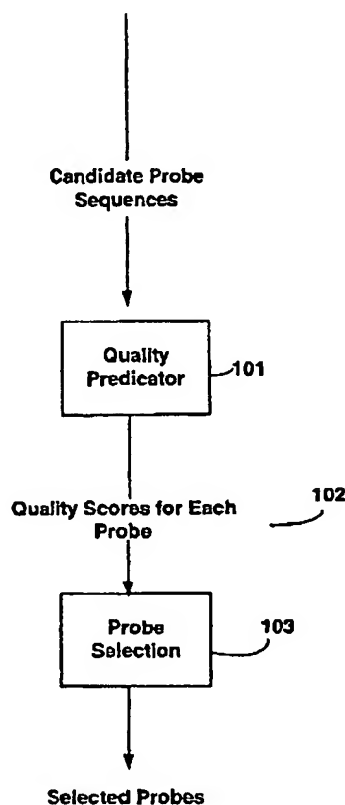 Candidate Probe
Sequences
Quality
Predicator
101
Quality Scores for Each
Probe
102
Probe
Selection
103
Selected Probes